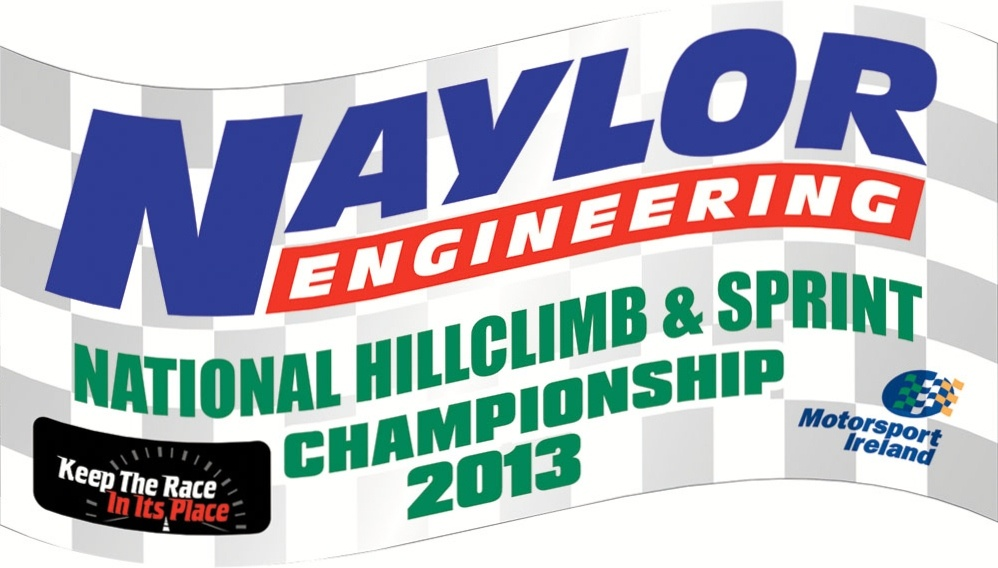 NAYLOR
ENGINEERING
NATIONAL HILLCLIMB & SPRINT
CHAMPIONSHIP
2013
Keep The Race
In Its Place
Motorsport
Ireland